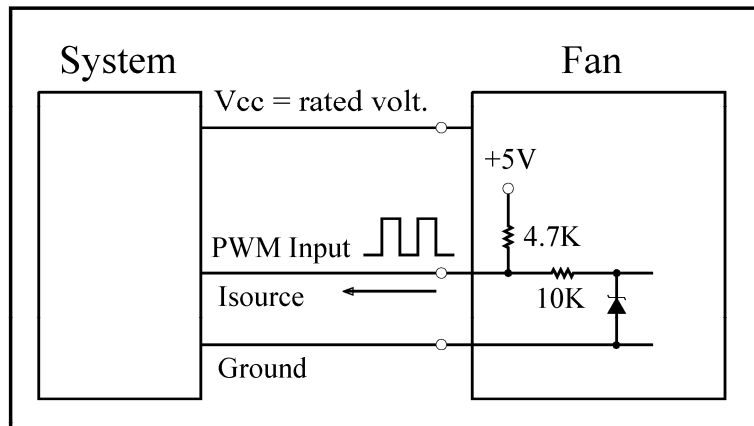 System
Fan
Vcc = rated volt.
+5V
4.7K
PWM Input
10K
Isource
Ground